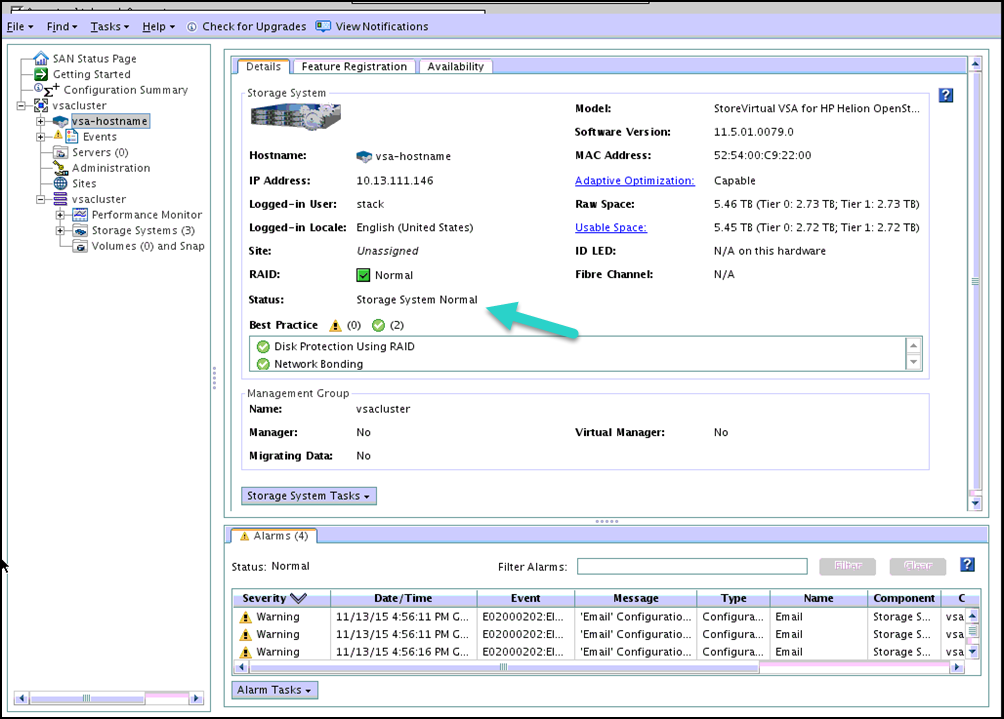 File Find Tasks Help Check for Upgrades View Notifications
SAN Status Page
Getting Started
Configuration Summary
vsacluster
vsa-hostname
Events
Servers (0)
Administration
Sites
vsacluster
Performance Monitor
Storage Systems (3)
Volumes (0) and Snap
Details Feature Registration Availability
Storage System
Model: StoreVirtual VSA for HP Helion OpenSt...
Software Version: 11.5.01.0079.0
Hostname: vsa-hostname MAC Address: 52:54:00:C9:22:00
IP Address: 10.13.111.146 Adaptive Optimization: Capable
Logged-in User: stack Raw Space: 5.46 TB (Tier 0: 2.73 TB; Tier 1: 2.73 TB)
Logged-in Locale: English (United States) Usable Space: 5.45 TB (Tier 0: 2.72 TB; Tier 1: 2.72 TB)
Site: Unassigned ID LED: N/A on this hardware
RAID: Normal Fibre Channel: N/A
Status: Storage System Normal
Best Practice (0) (2)
Disk Protection Using RAID
Network Bonding
Management Group
Name: vsacluster
Manager: No Virtual Manager: No
Migrating Data: No
Storage System Tasks
Alarms (4)
Status: Normal Filter Alarms: Filter Clear
Severity Date/Time Event Message Type Name Component C
Warning 11/13/15 4:56:11 PM G... E02000202:EI... 'Email' Configuratio... Configura... Email Storage S... vsa
Warning 11/13/15 4:56:11 PM G... E02000202:EI... 'Email' Configuratio... Configura... Email Storage S... vsa
Warning 11/13/15 4:56:16 PM G... E02000202:EI... 'Email' Configuratio... Configura... Email Storage S... vsa
Alarm Tasks